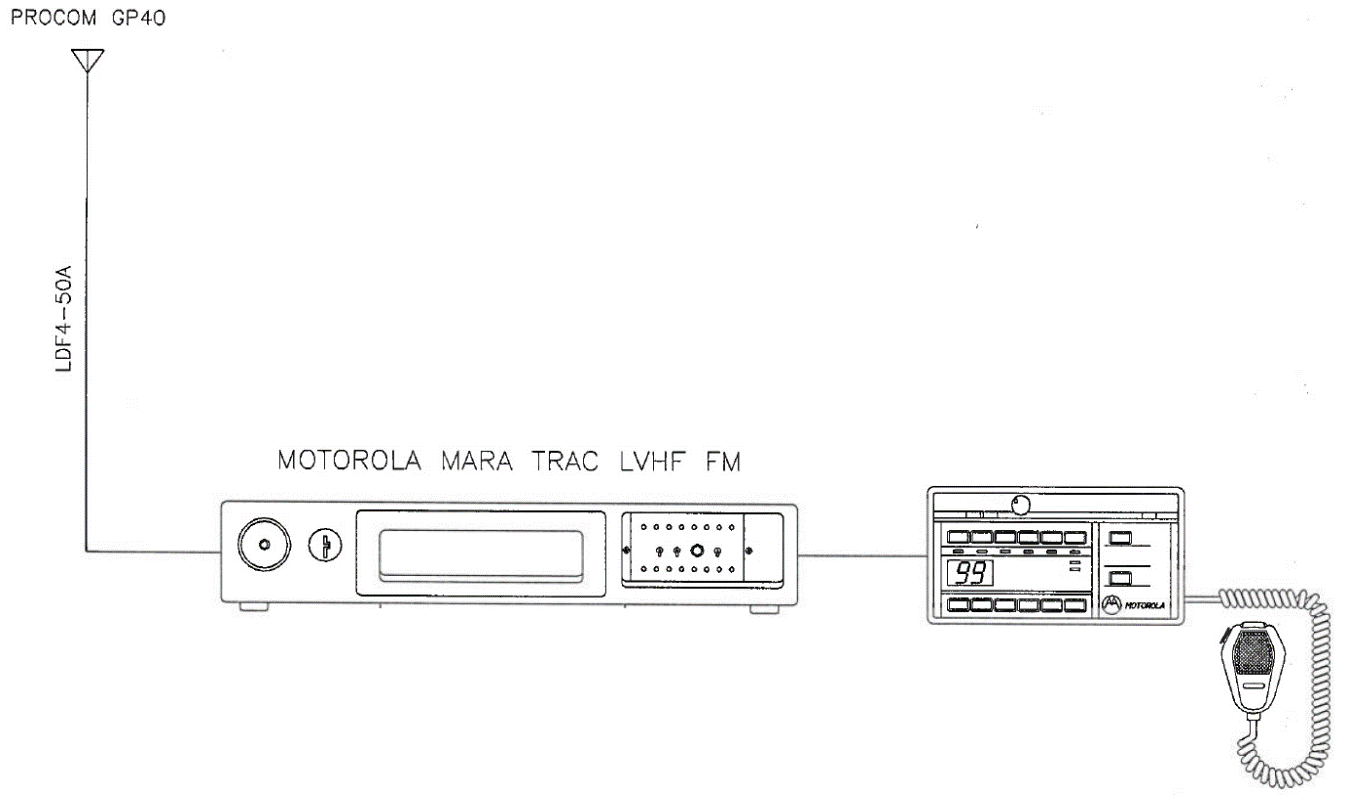 PROCOM GP40
LDF4-50A
MOTOROLA MARA TRAC LVHF FM
99
MOTOROLA